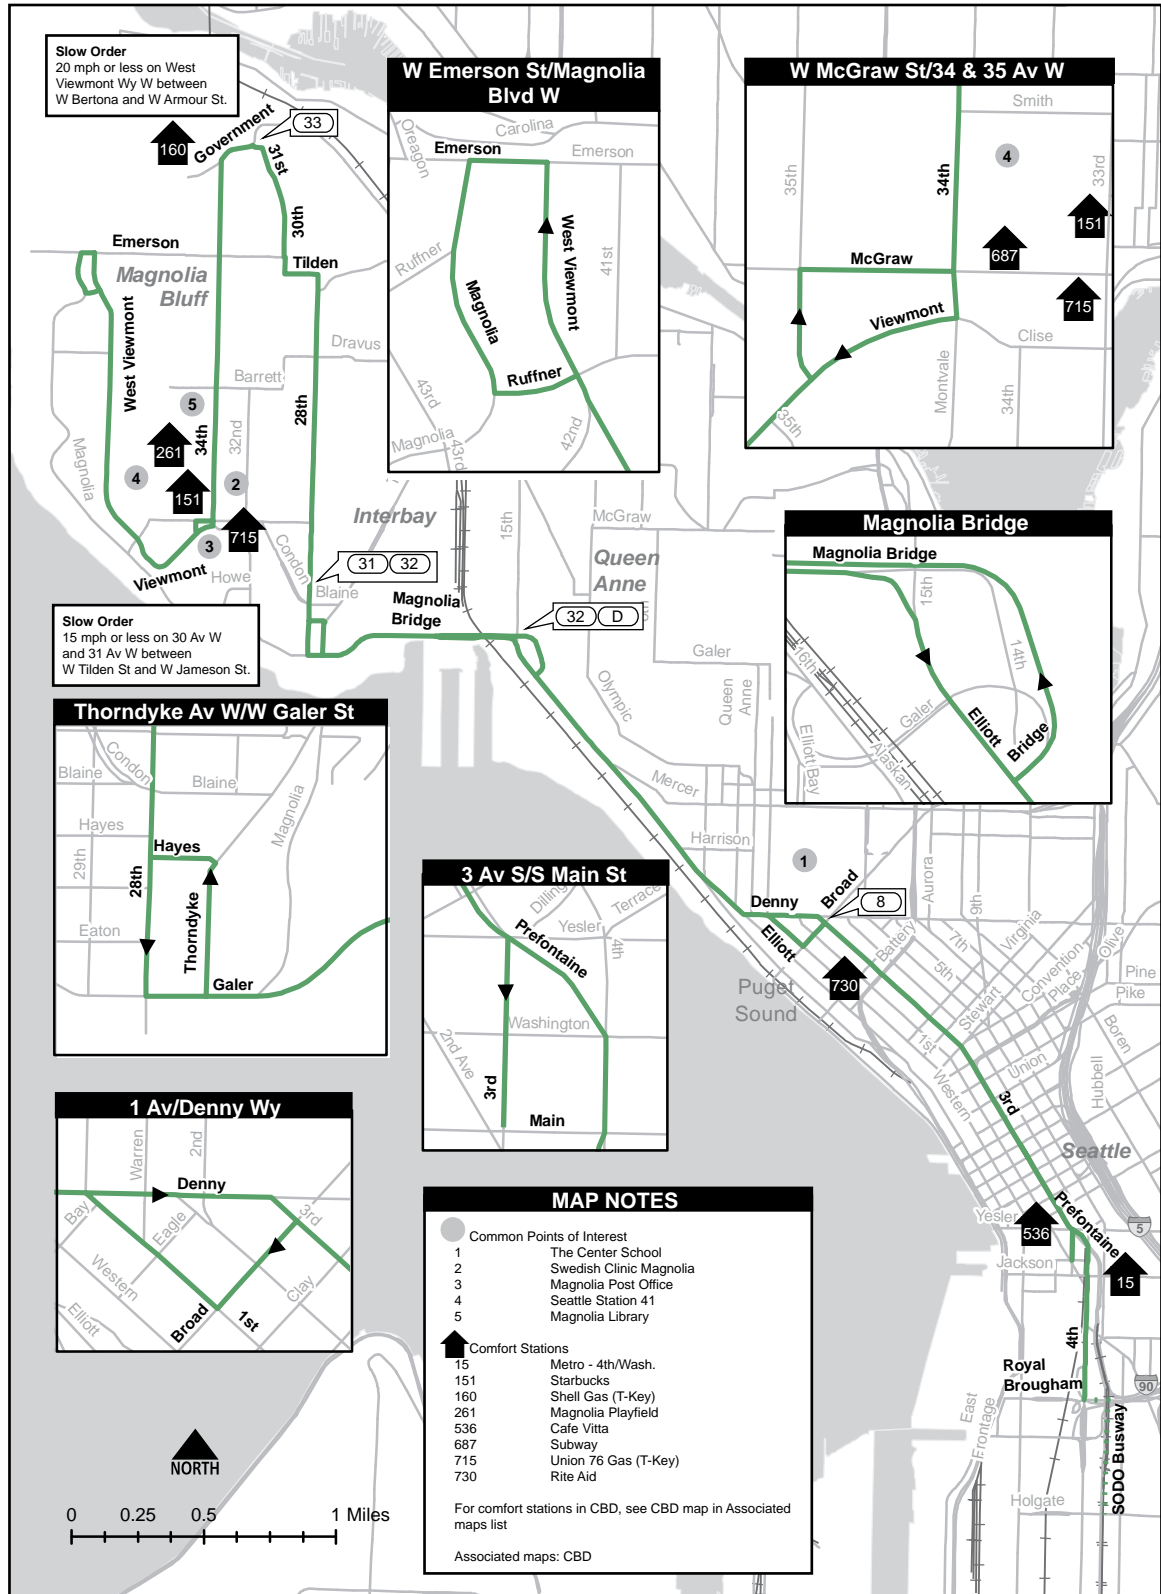 Slow Order
20 mph or less on West
Viewmont Wy W between
W Bertona and W Armour St.
160
Government
33
31st
30th
Tilden
Emerson
Magnolia
Bluff
West Viewmont
Dravus
Barrett
28th
34th
32nd
Magnolia
5
261
4
151
2
3
715
Viewmont
Howe
Condon
Blaine
31
32
Interbay
Magnolia
Bridge
15th
McGraw
Queen
Anne
32
D
Galer
Olympic
Queen
Anne
Mercer
Harrison
1
Denny
Broad
Elliott
8
Aurora
9th
Battery
7th
5th
Virginia
Stewart
Convention
Place
Olive
Pine
Pike
Boren
Hubbell
Union
1st
Western
3rd
730
Puget
Sound
Seattle
Yesler
Prefontaine
536
Jackson
15
5
4th
Royal
Brougham
90
East
Frontage
SODO Busway
Holgate
W Emerson St/Magnolia
Blvd W
Oreagon
Carolina
Emerson
Emerson
Ruffner
Magnolia
West Viewmont
41st
Ruffner
43rd
Magnolia
43rd
42nd
W McGraw St/34 & 35 Av W
Smith
4
35th
34th
33rd
151
687
McGraw
715
Viewmont
Clise
Montvale
34th
35th
Magnolia Bridge
Magnolia Bridge
15th
16th
14th
Galer
Elliott
Bridge
Elliott Bay
Alaskan
Slow Order
15 mph or less on 30 Av W
and 31 Av W between
W Tilden St and W Jameson St.
Thorndyke Av W/W Galer St
Condon
Blaine
Blaine
Magnolia
Hayes
Hayes
29th
28th
Thorndyke
Eaton
Galer
3 Av S/S Main St
Dilling
Terrace
Yesler
4th
Prefontaine
Washington
2nd Ave
3rd
Main
1 Av/Denny Wy
Warren
2nd
Denny
Bay
Eagle
3rd
Western
Clay
Elliott
Broad
1st
MAP NOTES
Common Points of Interest
1 The Center School
2 Swedish Clinic Magnolia
3 Magnolia Post Office
4 Seattle Station 41
5 Magnolia Library
Comfort Stations
15 Metro - 4th/Wash.
151 Starbucks
160 Shell Gas (T-Key)
261 Magnolia Playfield
536 Cafe Vitta
687 Subway
715 Union 76 Gas (T-Key)
730 Rite Aid
For comfort stations in CBD, see CBD map in Associated
maps list
Associated maps: CBD
NORTH
0 0.25 0.5 1 Miles